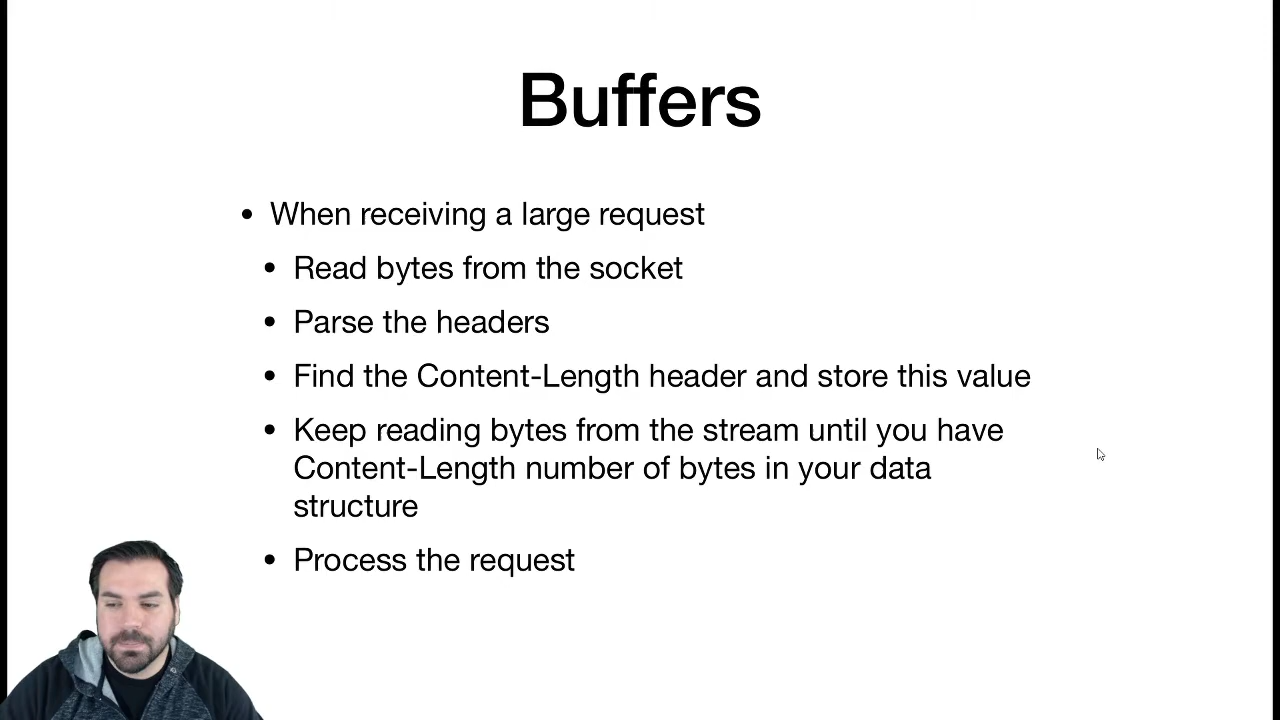 Buffers
• When receiving a large request
• Read bytes from the socket
• Parse the headers
• Find the Content-Length header and store this value
• Keep reading bytes from the stream until you have
Content-Length number of bytes in your data
structure
• Process the request